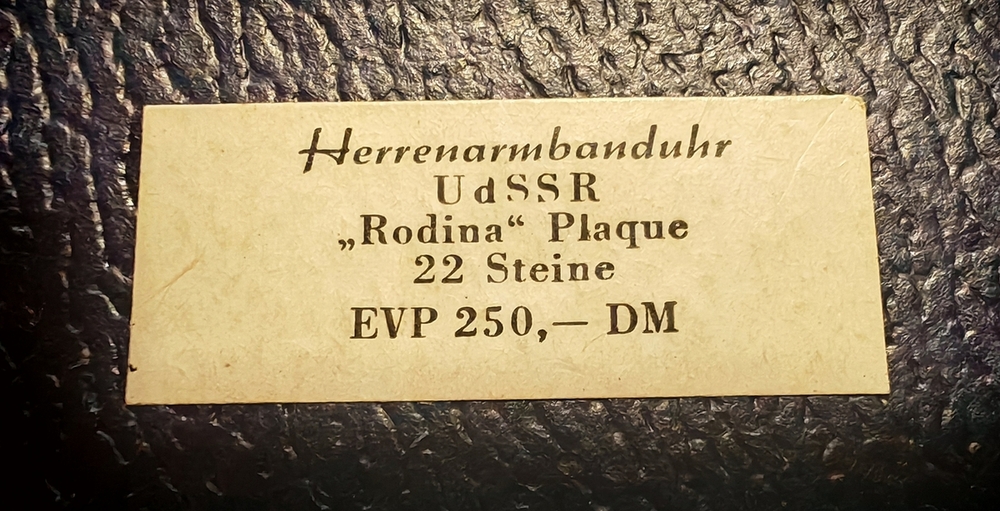 Herrenarmbanduhr
UdSSR
„Rodina“ Plaque
22 Steine
EVP 250,— DM